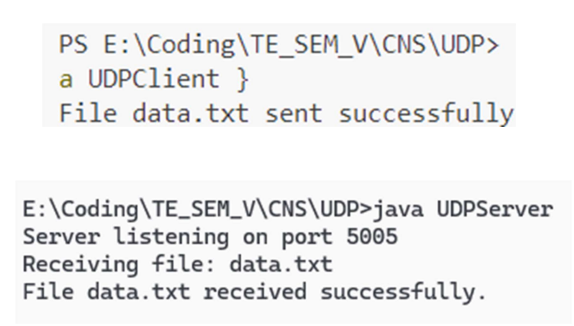 PS E:\Coding\TE_SEM_V\CNS\UDP>
a UDPClient }
File data.txt sent successfully
E:\Coding\TE_SEM_V\CNS\UDP>java UDPServer
Server listening on port 5005
Receiving file: data.txt
File data.txt received successfully.